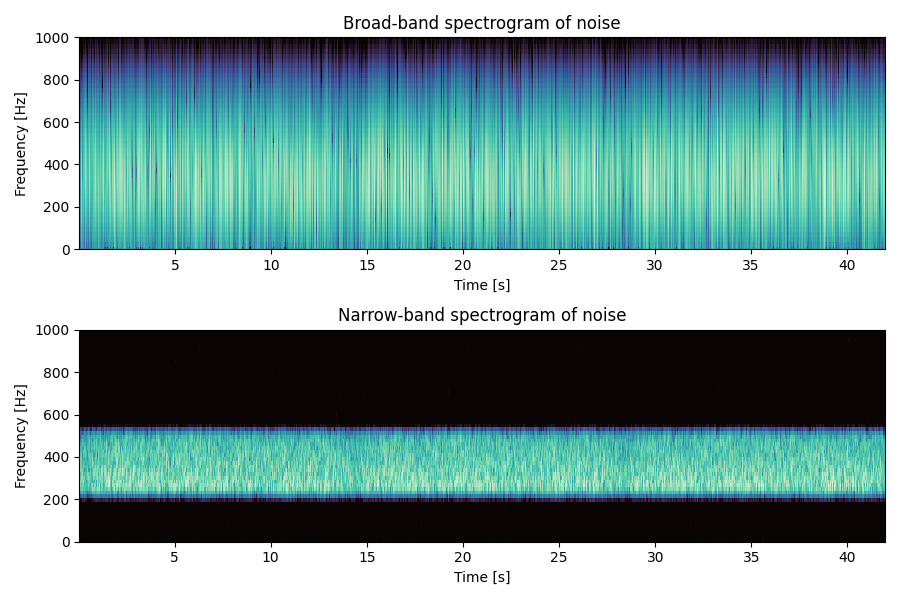 Broad-band spectrogram of noise
1000
800
600
400
200
0
Frequency [Hz]
5 10 15 20 25 30 35 40
Time [s]
Narrow-band spectrogram of noise
1000
800
600
400
200
0
Frequency [Hz]
5 10 15 20 25 30 35 40
Time [s]